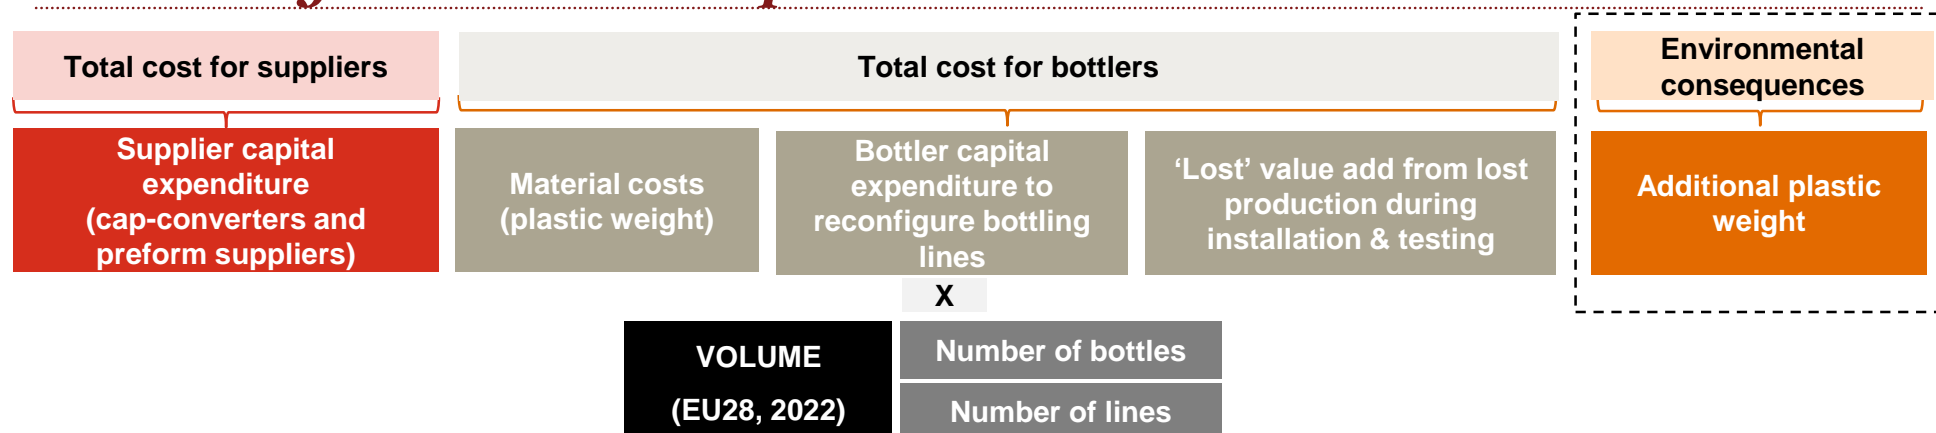 Total cost for suppliers
Total cost for bottlers
Environmental
consequences
Supplier capital
expenditure
(cap-converters and
preform suppliers)
Material costs
(plastic weight)
Bottler capital
expenditure to
reconfigure bottling
lines
‘Lost’ value add from lost
production during
installation & testing
Additional plastic
weight
X
VOLUME
(EU28, 2022)
Number of bottles
Number of lines